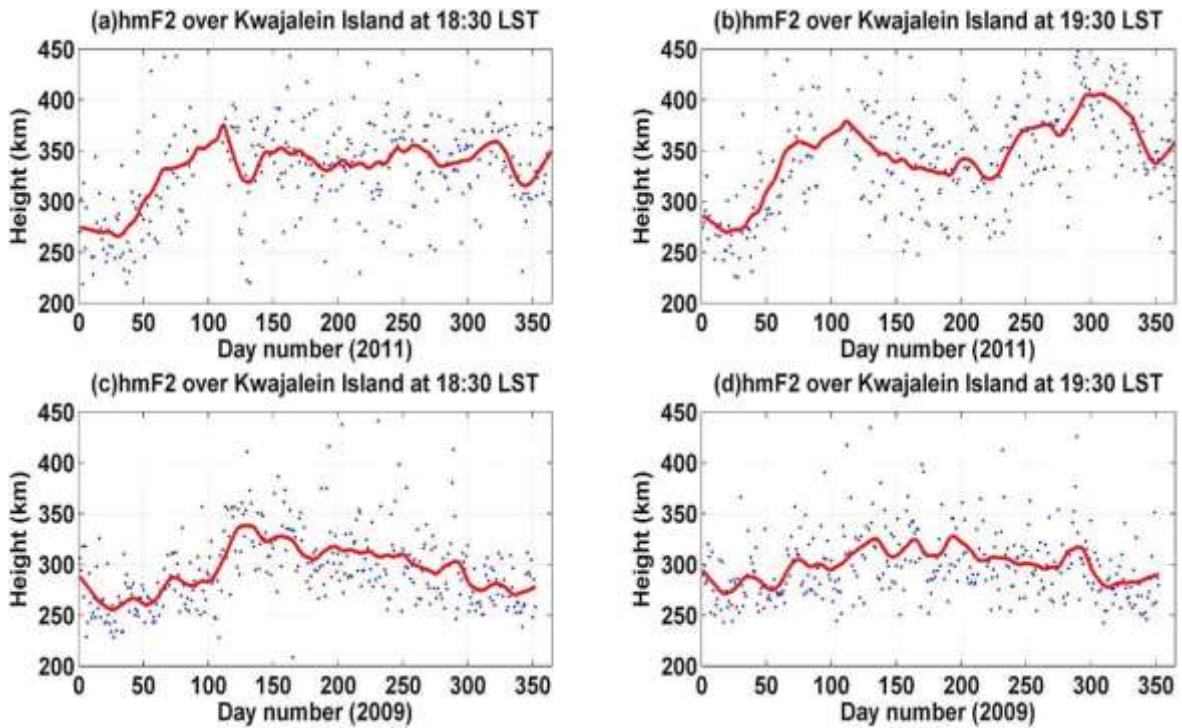 (a)hmF2 over Kwajalein Island at 18:30 LST
450
400
350
300
250
200
Height (km)
0 50 100 150 200 250 300 350
Day number (2011)
(b)hmF2 over Kwajalein Island at 19:30 LST
450
400
350
300
250
200
Height (km)
0 50 100 150 200 250 300 350
Day number (2011)
(c)hmF2 over Kwajalein Island at 18:30 LST
450
400
350
300
250
200
Height (km)
0 50 100 150 200 250 300 350
Day number (2009)
(d)hmF2 over Kwajalein Island at 19:30 LST
450
400
350
300
250
200
Height (km)
0 50 100 150 200 250 300 350
Day number (2009)